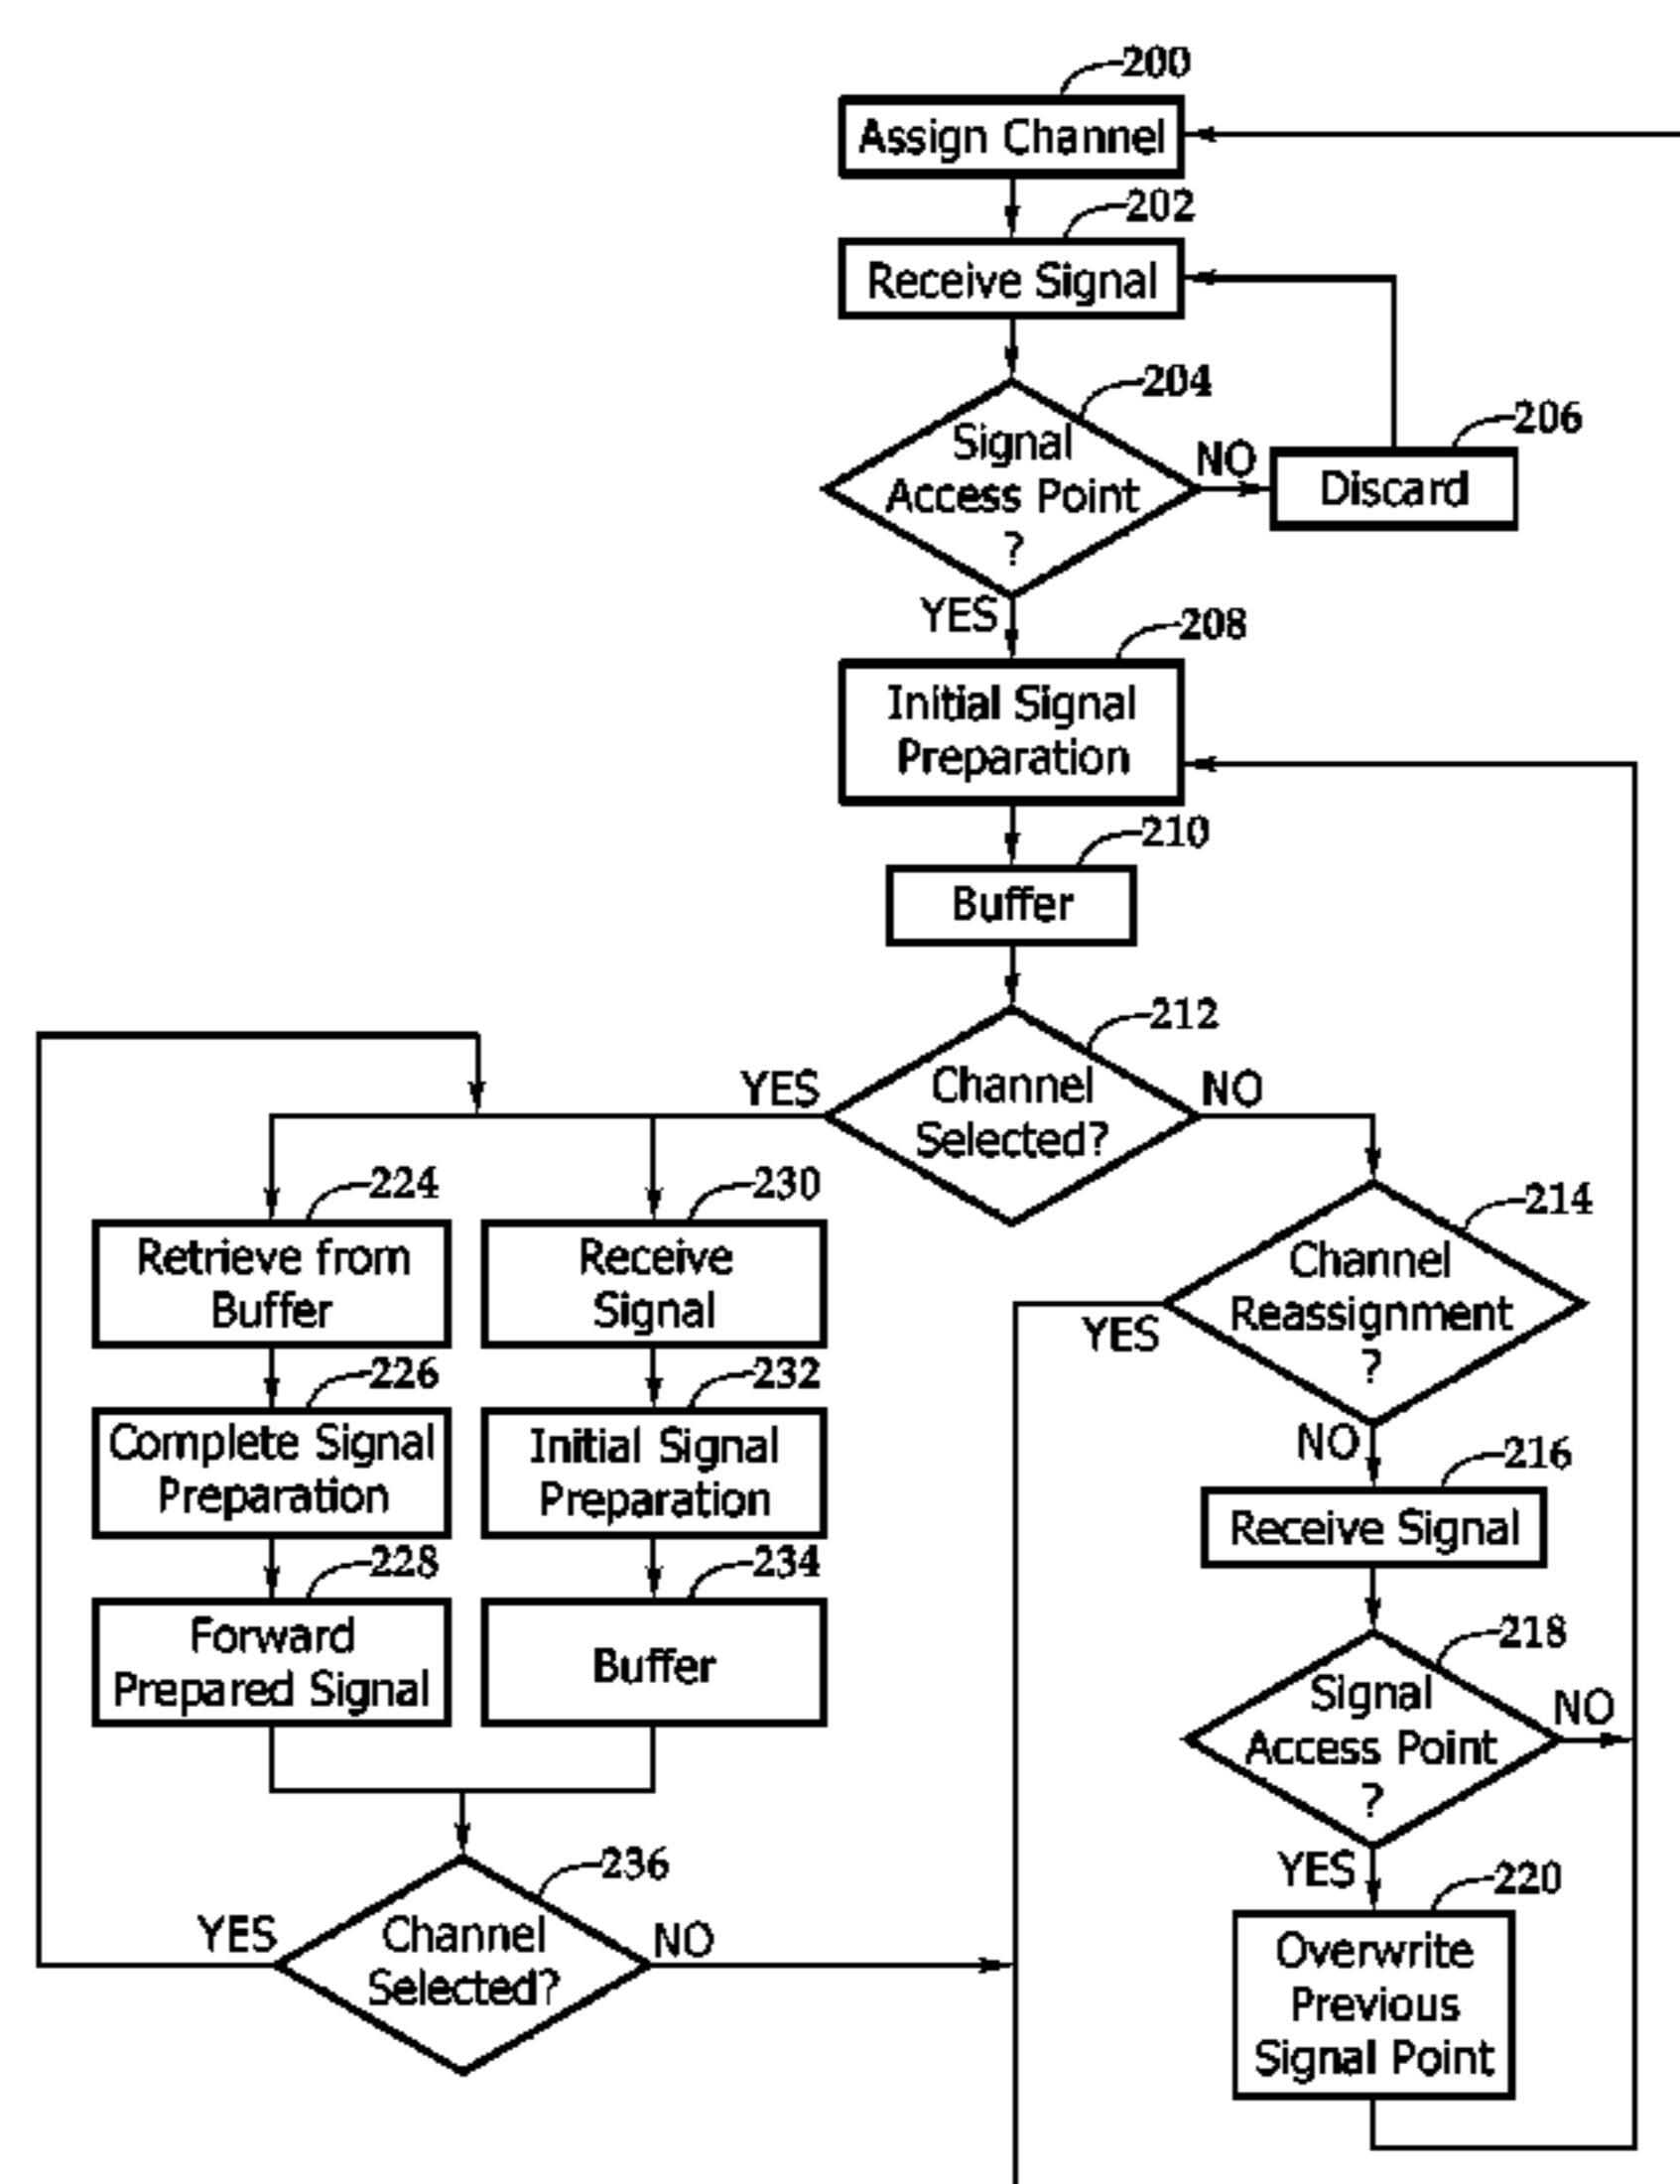 200
Assign Channel
202
Receive Signal
204
Signal
Access Point
?
NO
206
Discard
YES
208
Initial Signal
Preparation
210
Buffer
212
Channel
Selected?
YES
NO
224
Retrieve from
Buffer
230
Receive
Signal
214
Channel
Reassignment
?
YES
NO
226
Complete Signal
Preparation
232
Initial Signal
Preparation
216
Receive Signal
228
Forward
Prepared Signal
234
Buffer
218
Signal
Access Point
?
NO
YES
236
Channel
Selected?
YES
NO
220
Overwrite
Previous
Signal Point